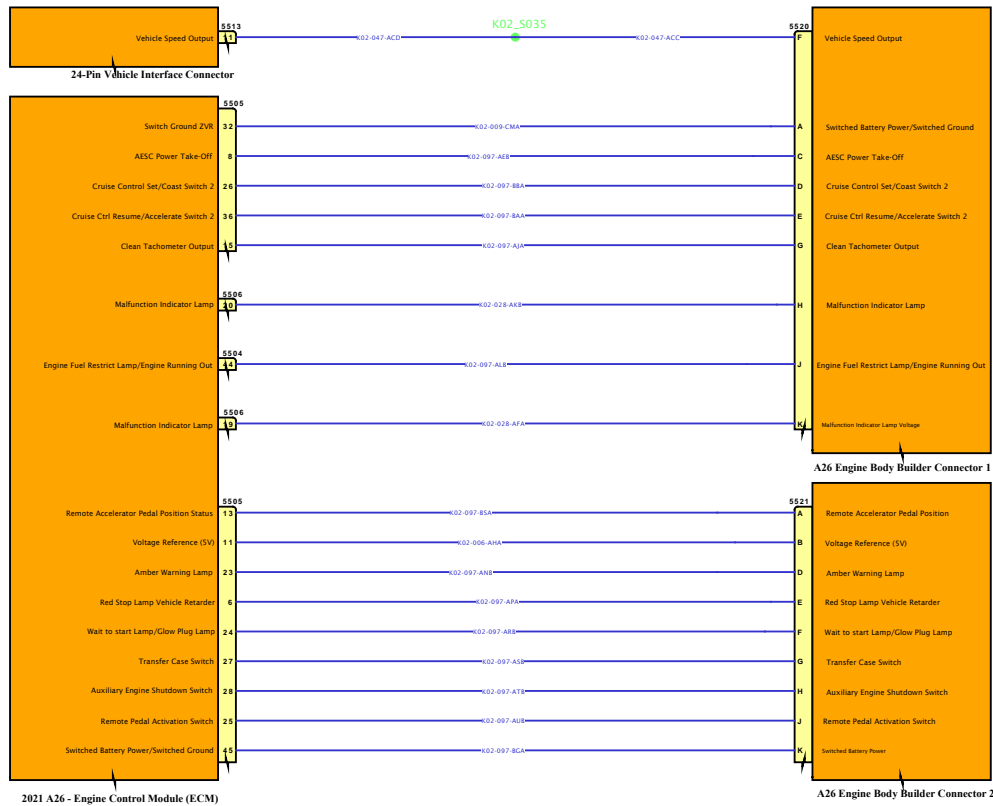 K02_S035
5513
5520
Vehicle Speed Output 11 K02-047-ACD K02-047-ACC F Vehicle Speed Output
24-Pin Vehicle Interface Connector
5505
Switch Ground ZVR 32 K02-009-CMA A Switched Battery Power/Switched Ground
AESC Power Take-Off 8 K02-097-AEB C AESC Power Take-Off
Cruise Control Set/Coast Switch 2 26 K02-097-BBA D Cruise Control Set/Coast Switch 2
Cruise Ctrl Resume/Accelerate Switch 2 36 K02-097-BAA E Cruise Ctrl Resume/Accelerate Switch 2
Clean Tachometer Output K02-097-AJA G Clean Tachometer Output
5506
Malfunction Indicator Lamp K02-028-AKB H Malfunction Indicator Lamp
5504
Engine Fuel Restrict Lamp/Engine Running Out K02-097-ALB J Engine Fuel Restrict Lamp/Engine Running Out
5506
Malfunction Indicator Lamp K02-028-AFA K Malfunction Indicator Lamp Voltage
A26 Engine Body Builder Connector 1
5505
5521
Remote Accelerator Pedal Position Status 13 K02-097-BSA A Remote Accelerator Pedal Position
Voltage Reference (5V) 11 K02-006-AHA B Voltage Reference (5V)
Amber Warning Lamp 23 K02-097-ANB D Amber Warning Lamp
Red Stop Lamp Vehicle Retarder 6 K02-097-APA E Red Stop Lamp Vehicle Retarder
Wait to start Lamp/Glow Plug Lamp 24 K02-097-ARB F Wait to start Lamp/Glow Plug Lamp
Transfer Case Switch 27 K02-097-ASB G Transfer Case Switch
Auxiliary Engine Shutdown Switch 28 K02-097-ATB H Auxiliary Engine Shutdown Switch
Remote Pedal Activation Switch 25 K02-097-AUB J Remote Pedal Activation Switch
Switched Battery Power/Switched Ground 45 K02-097-BGA K Switched Battery Power
2021 A26 - Engine Control Module (ECM)
A26 Engine Body Builder Connector 2